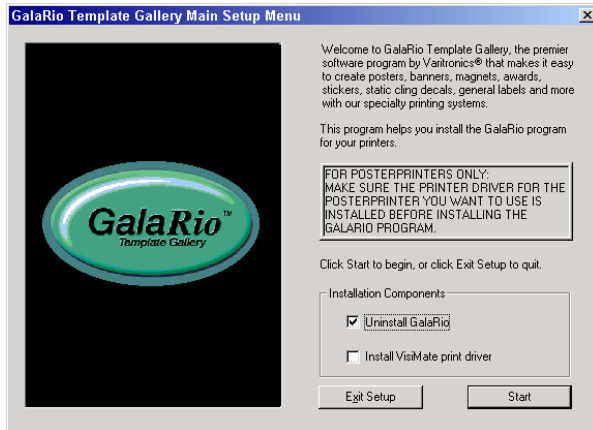 GalaRio Template Gallery Main Setup Menu
Welcome to GalaRio Template Gallery, the premier
software program by Varitronics® that makes it easy
to create posters, banners, magnets, awards,
stickers, static cling decals, general labels and more
with our specialty printing systems.
This program helps you install the GalaRio program
for your printers.
FOR POSTERPRINTERS ONLY:
MAKE SURE THE PRINTER DRIVER FOR THE
POSTERPRINTER YOU WANT TO USE IS
INSTALLED BEFORE INSTALLING THE
GALARIO PROGRAM.
GalaRio™
Template Gallery
Click Start to begin, or click Exit Setup to quit.
Installation Components
Uninstall GalaRio
Install VisiMate print driver
Exit Setup
Start